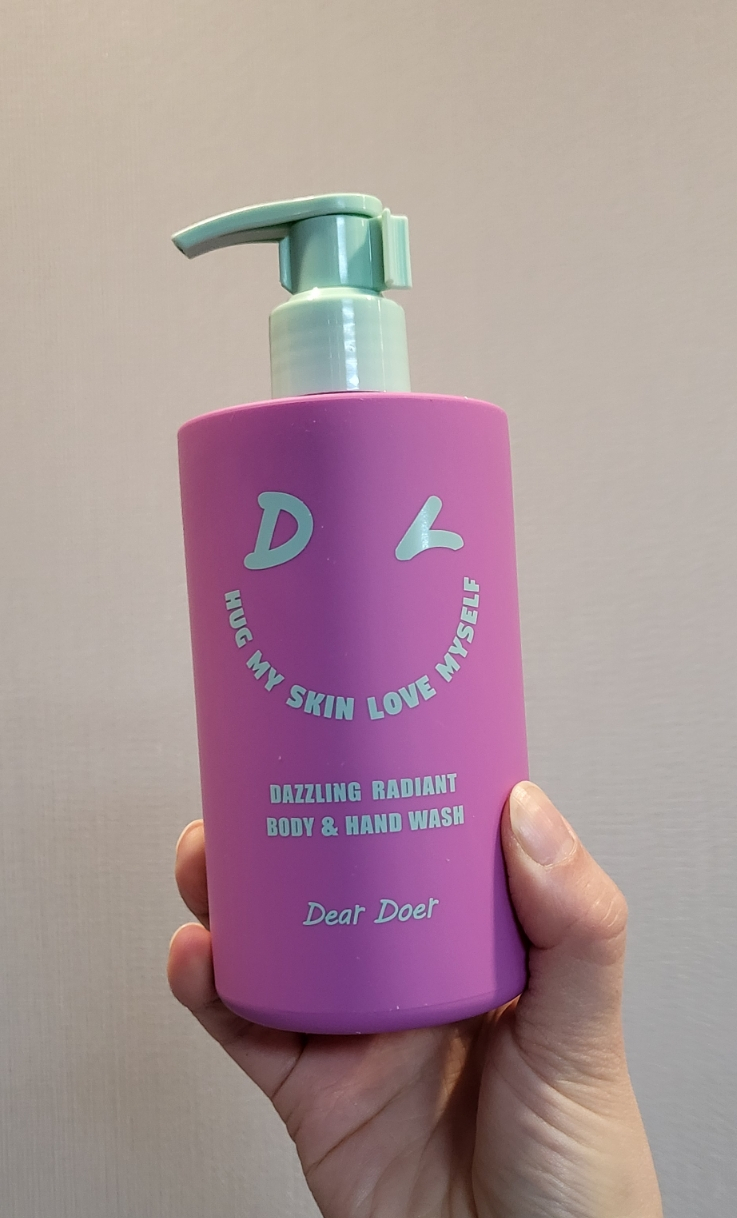 D L
HUG MY SKIN LOVE MYSELF
DAZZLING RADIANT
BODY & HAND WASH
Dear Doer